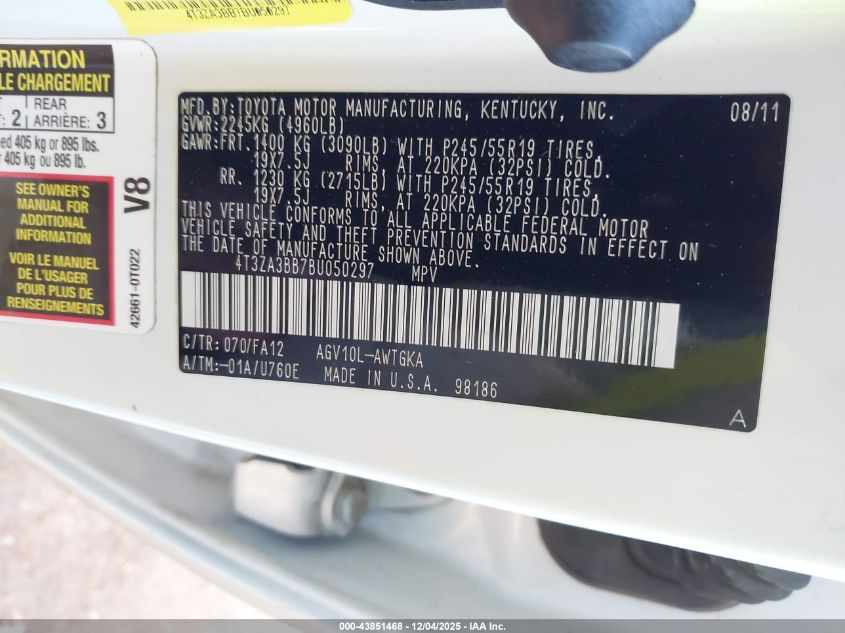 4T3ZA3BB7BU050297
ORMATION
LE CHARGEMENT
2 | REAR ARRIÈRE: 3
ed 405 kg or 895 lbs.
r 405 kg ou 895 lb.
SEE OWNER'S
MANUAL FOR
ADDITIONAL
INFORMATION
VOIR LE MANUEL
DE L'USAGER
POUR PLUS DE
RENSEIGNEMENTS
V8
42661-0T022
MFD.BY:TOYOTA MOTOR MANUFACTURING, KENTUCKY, INC. 08/11
GVWR:2245KG (4960LB)
GAWR:FRT.1400 KG (3090LB) WITH P245/55R19 TIRES,
19X7.5J RIMS, AT 220KPA (32PSI) COLD.
RR. 1230 KG (2715LB) WITH P245/55R19 TIRES,
19X7.5J RIMS, AT 220KPA (32PSI) COLD.
THIS VEHICLE CONFORMS TO ALL APPLICABLE FEDERAL MOTOR
VEHICLE SAFETY AND THEFT PREVENTION STANDARDS IN EFFECT ON
THE DATE OF MANUFACTURE SHOWN ABOVE.
4T3ZA3BB7BU050297 MPV
C/TR: 070/FA12 AGV10L-AWTGKA
A/TM:-01A/U760E MADE IN U.S.A. 98186
A
000-43851468 - 12/04/2025 - IAA Inc.